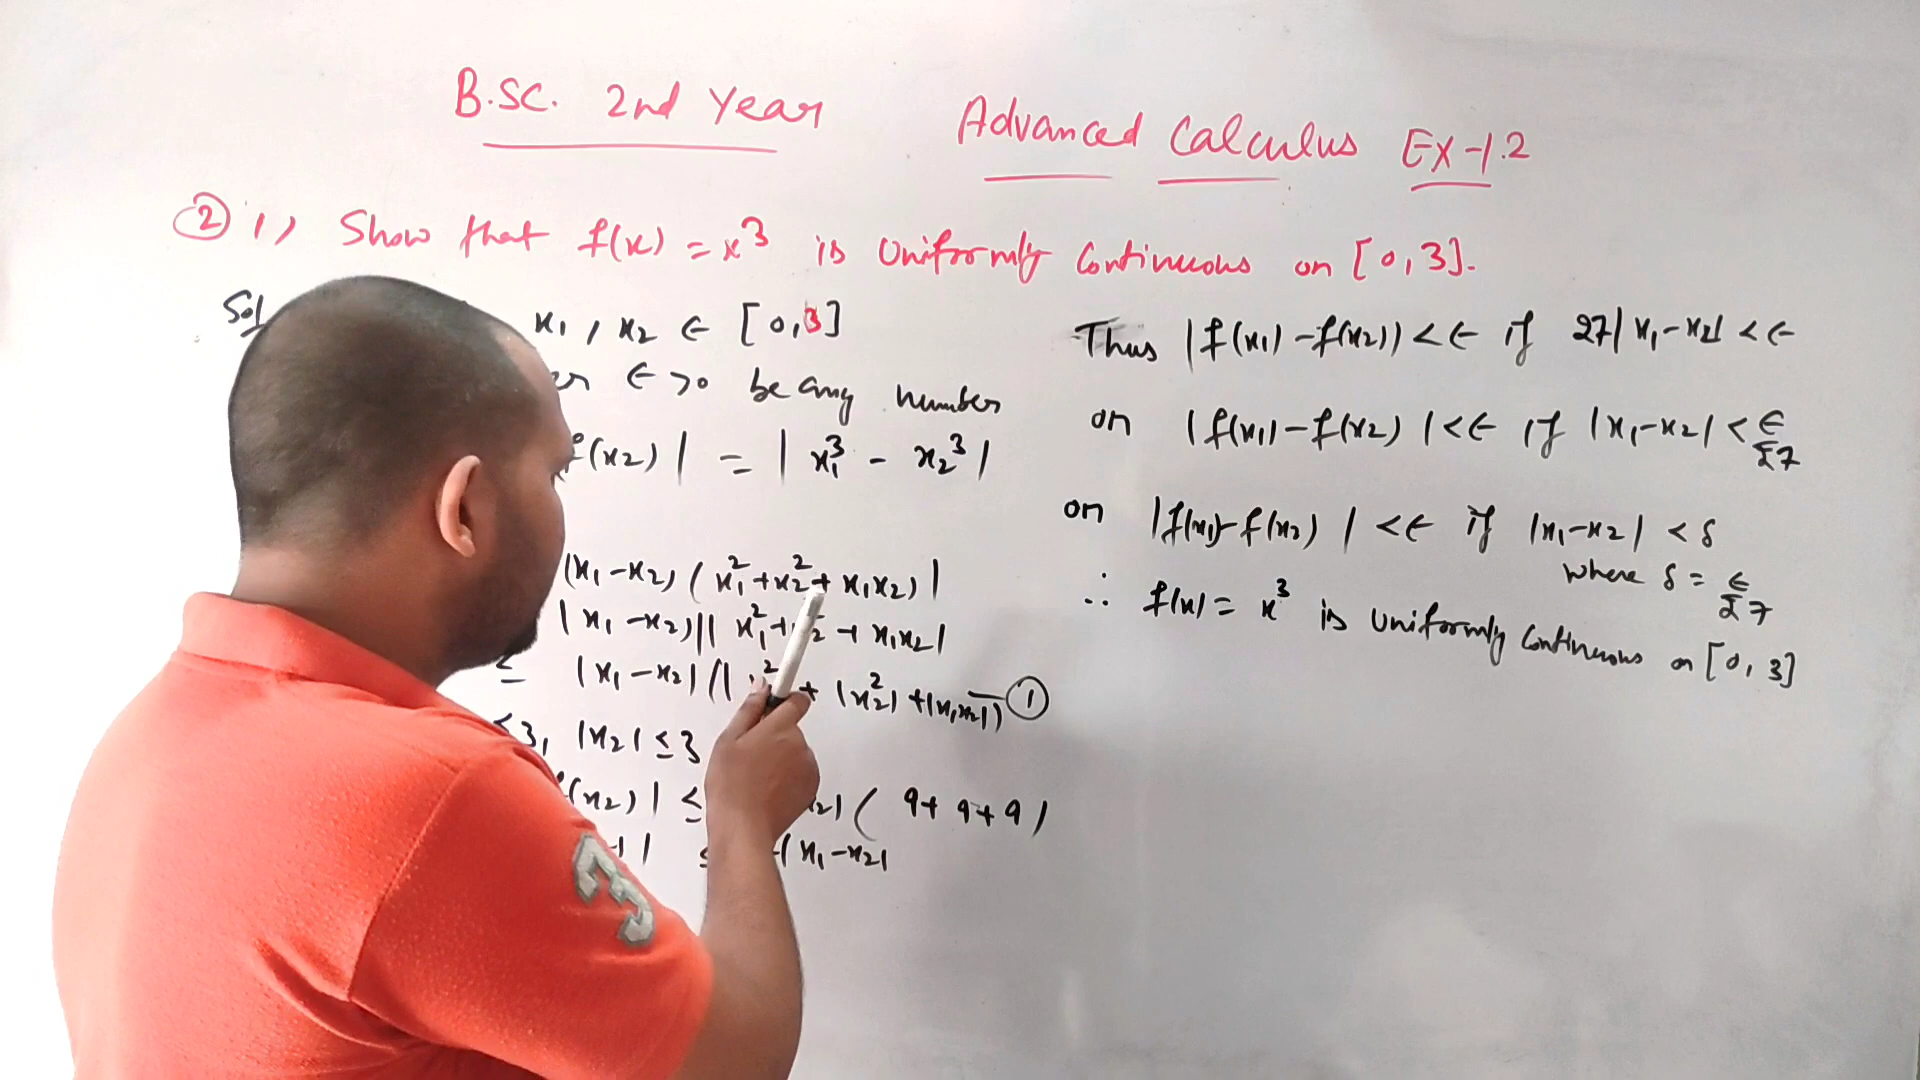 B.SC. 2nd Year
Advanced Calculus EX-1.2
② 1) Show that f(x) = x³ is Uniformly Continuous on [0,3].
Sol
x₁, x₂ ∈ [0,3]
∈ >0 be any number
f(x₂)| = |x₁³ - x₂³|
(x₁-x₂)(x₁²+x₂²+x₁x₂)|
|x₁-x₂||x₁²+ + x₁x₂|
≤ |x₁-x₂|( + |x₂²|+|x₁x₂|) — ①
≤3, |x₂| ≤ 3
f(x₂)| ≤ x₂|(9+9+9)
|x₁-x₂|
Thus |f(x₁)-f(x₂)| < ∈ if 27|x₁-x₂| < ∈
or |f(x₁)-f(x₂)| < ∈ if |x₁-x₂| < ∈/27
or |f(x₁)-f(x₂)| < ∈ if |x₁-x₂| < δ
where δ = ∈/27
∴ f(x) = x³ is Uniformly Continuous on [0,3]
3